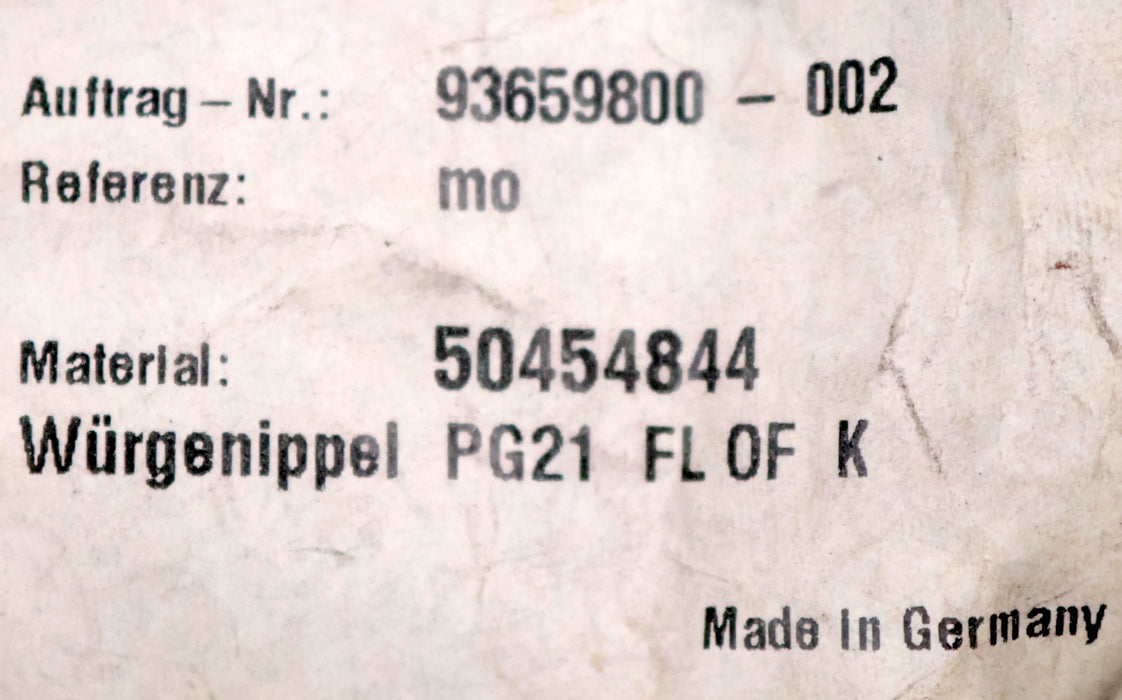 Auftrag – Nr.: 93659800 – 002
Referenz: mo
Material: 50454844
Würgenippel PG21 FL OF K
Made in Germany